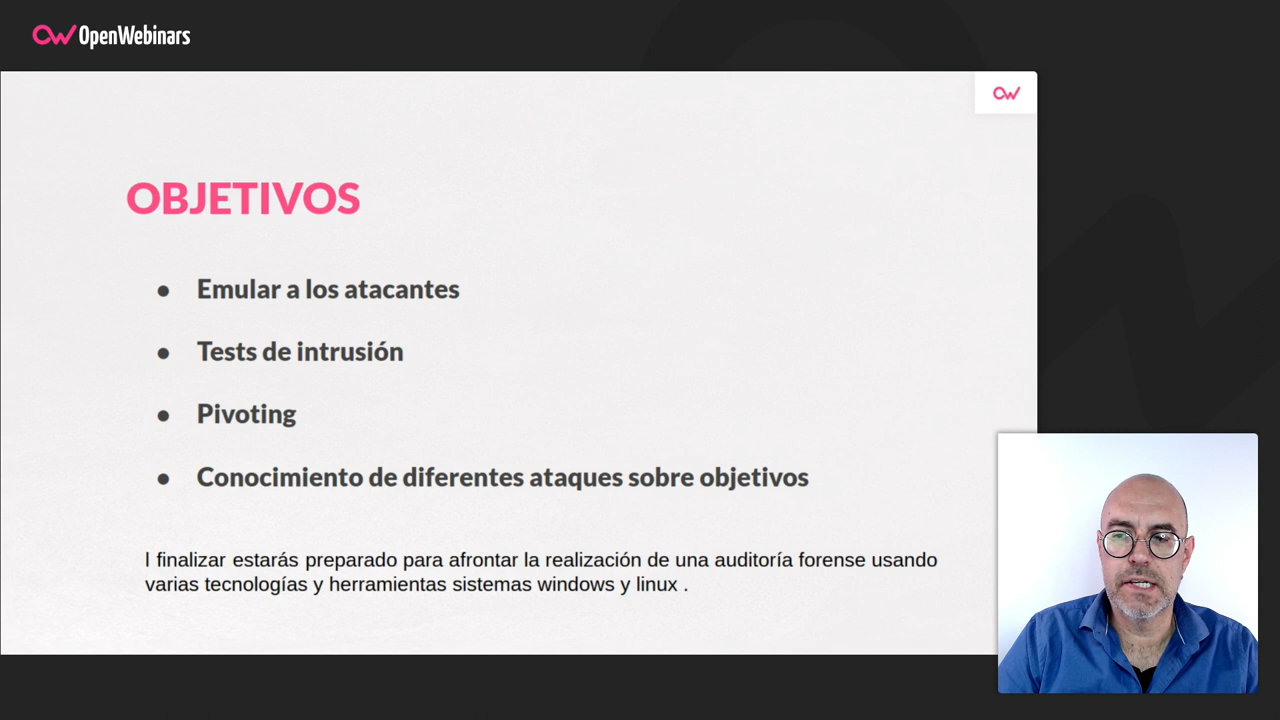 OpenWebinars
OBJETIVOS
● Emular a los atacantes
● Tests de intrusión
● Pivoting
● Conocimiento de diferentes ataques sobre objetivos
l finalizar estarás preparado para afrontar la realización de una auditoría forense usando
varias tecnologías y herramientas sistemas windows y linux .